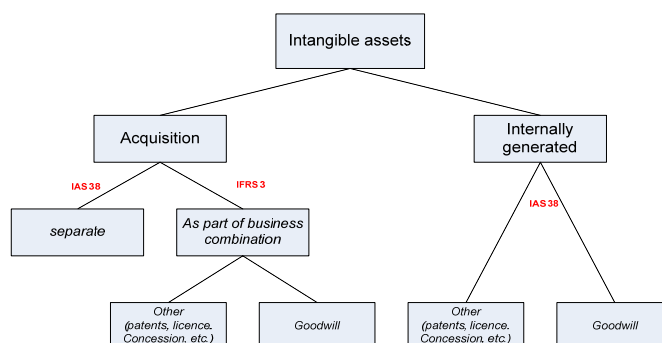 Intangible assets
Acquisition
Internally
generated
IAS 38
IFRS 3
IAS 38
separate
As part of business
combination
Other
(patents, licence.
Concession, etc.)
Goodwill
Other
(patents, licence.
Concession, etc.)
Goodwill